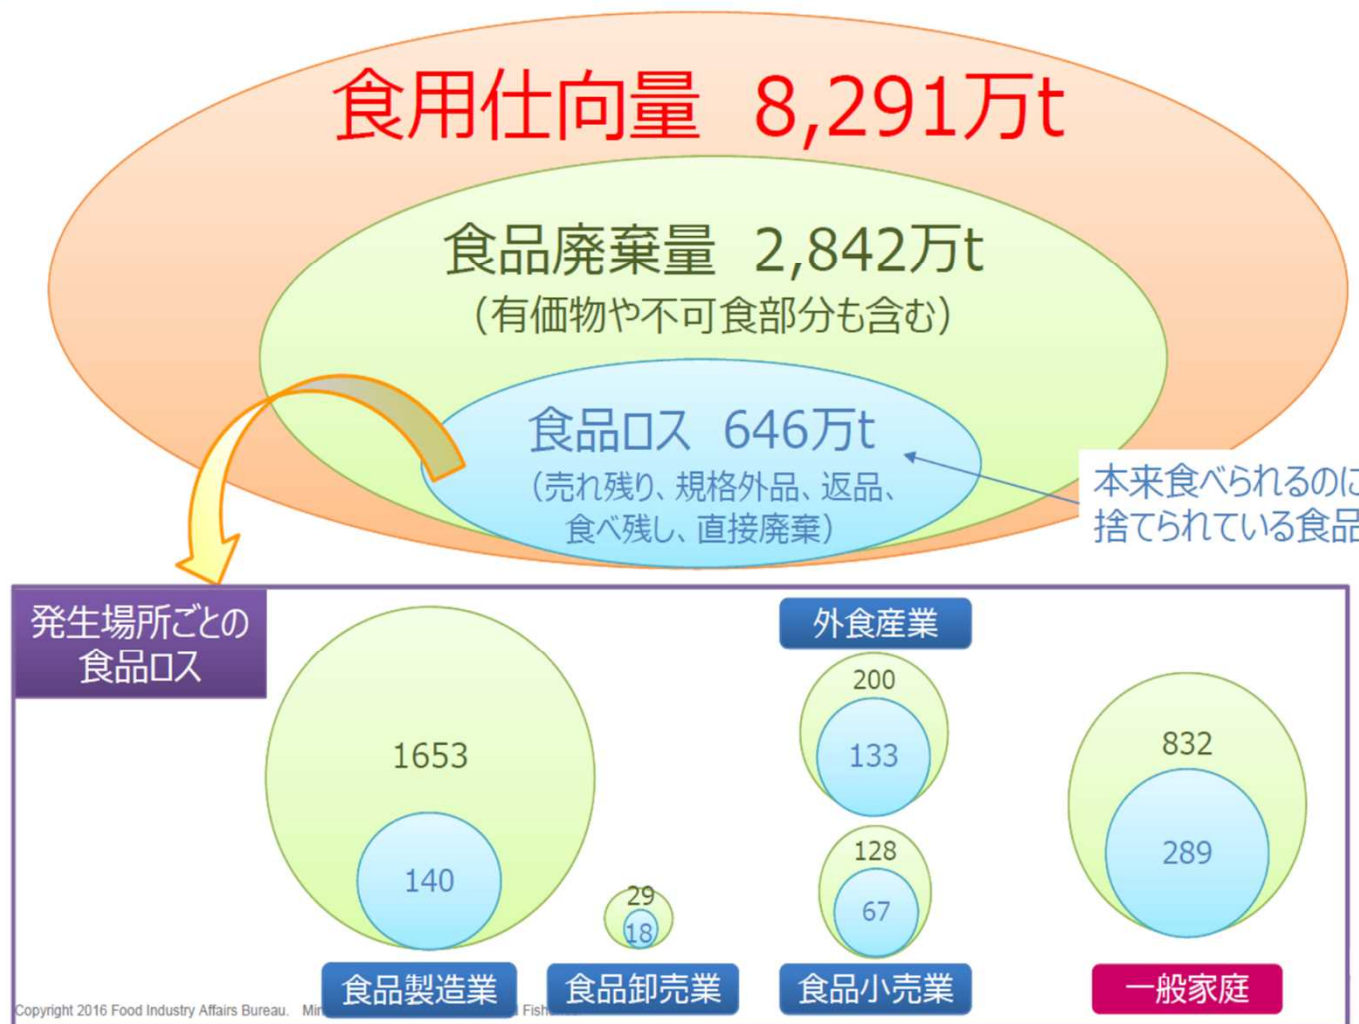 食用仕向量 8,291万t
食品廃棄量 2,842万t
(有価物や不可食部分も含む)
食品ロス 646万t
(売れ残り、規格外品、返品、
食べ残し、直接廃棄)
本来食べられるのに
捨てられている食品
発生場所ごとの
食品ロス
1653
140
食品製造業
29
18
食品卸売業
外食産業
200
133
128
67
食品小売業
832
289
一般家庭
Copyright 2016 Food Industry Affairs Bureau.